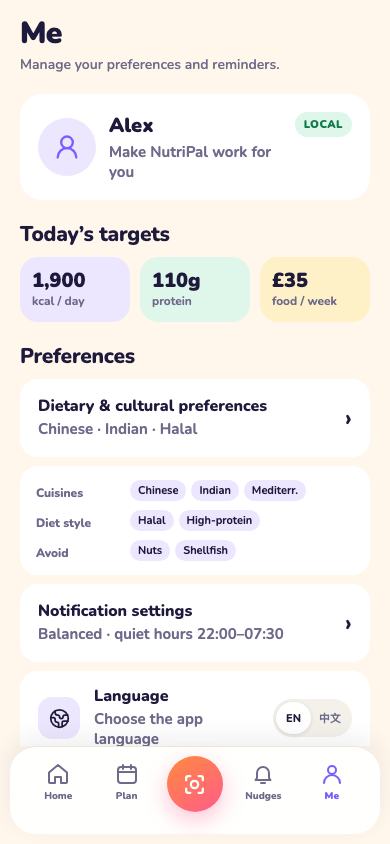 Me
Manage your preferences and reminders.
Alex
LOCAL
Make NutriPal work for
you
Today’s targets
1,900
kcal / day
110g
protein
£35
food / week
Preferences
Dietary & cultural preferences
Chinese · Indian · Halal
›
Cuisines
Chinese
Indian
Mediterr.
Diet style
Halal
High-protein
Avoid
Nuts
Shellfish
Notification settings
Balanced · quiet hours 22:00–07:30
›
Language
Choose the app
language
EN
中文
Home
Plan
Nudges
Me